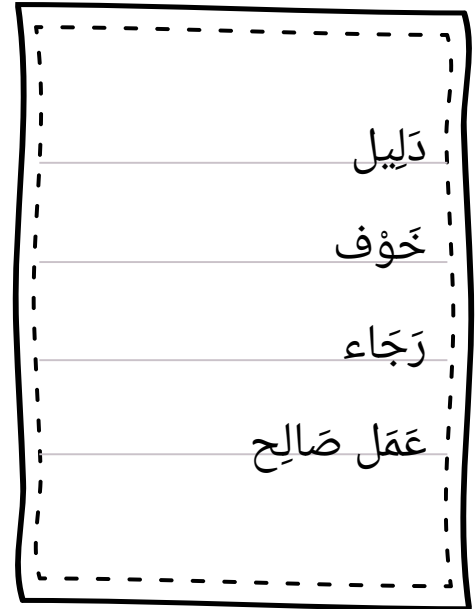 دَلِيل
خَوْف
رَجَاء
عَمَل صَالِح